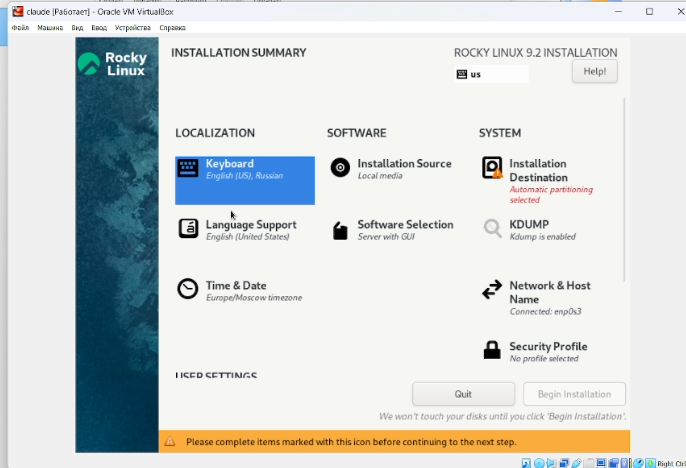 claude [Работает] - Oracle VM VirtualBox
Файл Машина Вид Ввод Устройства Справка
Rocky
Linux
INSTALLATION SUMMARY
ROCKY LINUX 9.2 INSTALLATION
us
Help!
LOCALIZATION
Keyboard
English (US), Russian
Language Support
English (United States)
Time & Date
Europe/Moscow timezone
SOFTWARE
Installation Source
Local media
Software Selection
Server with GUI
SYSTEM
Installation
Destination
Automatic partitioning
selected
KDUMP
Kdump is enabled
Network & Host
Name
Connected: enp0s3
Security Profile
No profile selected
USER SETTINGS
Quit
Begin Installation
We won't touch your disks until you click 'Begin Installation'.
Please complete items marked with this icon before continuing to the next step.
Right Ctrl